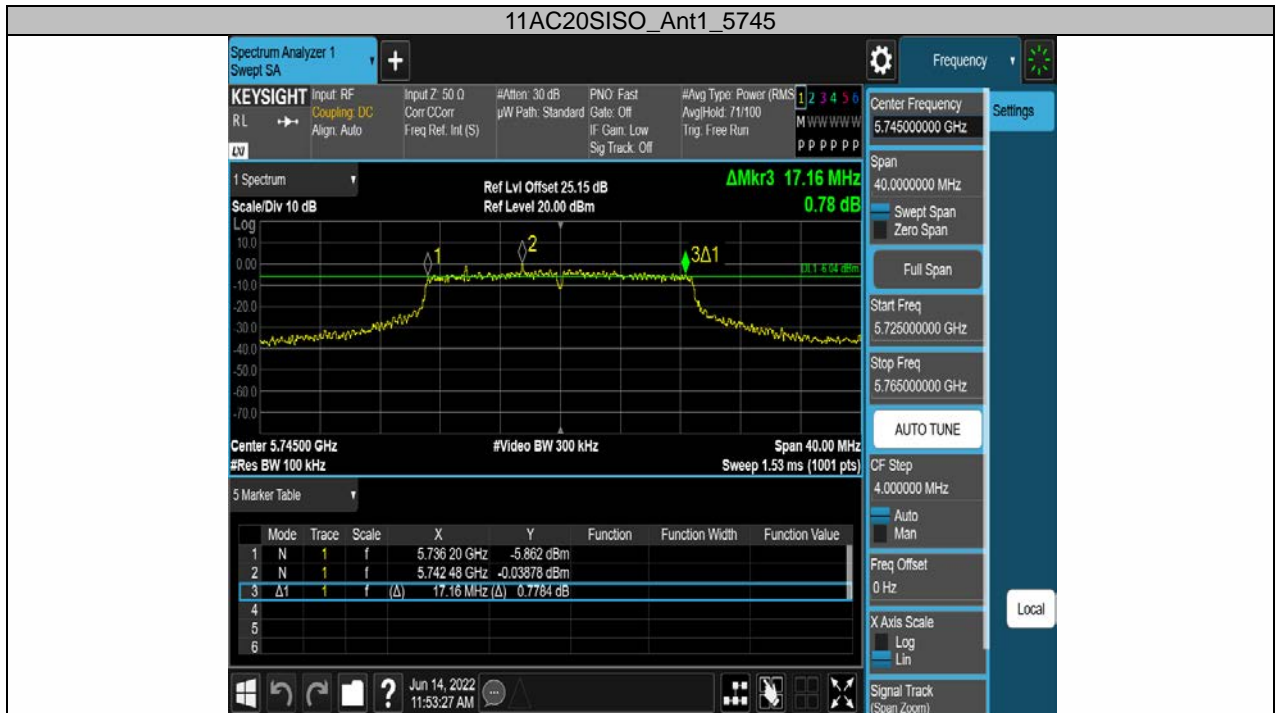 11AC20SISO_Ant1_5745
Spectrum Analyzer 1
Swept SA
+
Frequency
KEYSIGHT
RL
LXI
Input: RF
Coupling: DC
Align: Auto
Input Z: 50 Ω
Corr CCorr
Freq Ref: Int (S)
#Atten: 30 dB
µW Path: Standard
PNO: Fast
Gate: Off
IF Gain: Low
Sig Track: Off
#Avg Type: Power (RMS
Avg|Hold: 71/100
Trig: Free Run
1 2 3 4 5 6
M W W W W W
P P P P P P
1 Spectrum
Scale/Div 10 dB
Ref Lvl Offset 25.15 dB
Ref Level 20.00 dBm
ΔMkr3 17.16 MHz
0.78 dB
Log
10.0
0.00
-10.0
-20.0
-30.0
-40.0
-50.0
-60.0
-70.0
1
2
3Δ1
DL1 -6.04 dBm
Center 5.74500 GHz
#Res BW 100 kHz
#Video BW 300 kHz
Span 40.00 MHz
Sweep 1.53 ms (1001 pts)
5 Marker Table
Mode Trace Scale X Y Function Function Width Function Value
1 N 1 f 5.736 20 GHz -5.862 dBm
2 N 1 f 5.742 48 GHz -0.03878 dBm
3 Δ1 1 f (Δ) 17.16 MHz (Δ) 0.7784 dB
4
5
6
Jun 14, 2022
11:53:27 AM
?
Center Frequency
5.745000000 GHz
Span
40.0000000 MHz
Swept Span
Zero Span
Full Span
Start Freq
5.725000000 GHz
Stop Freq
5.765000000 GHz
AUTO TUNE
CF Step
4.000000 MHz
Auto
Man
Freq Offset
0 Hz
X Axis Scale
Log
Lin
Signal Track
(Span Zoom)
Settings
Local